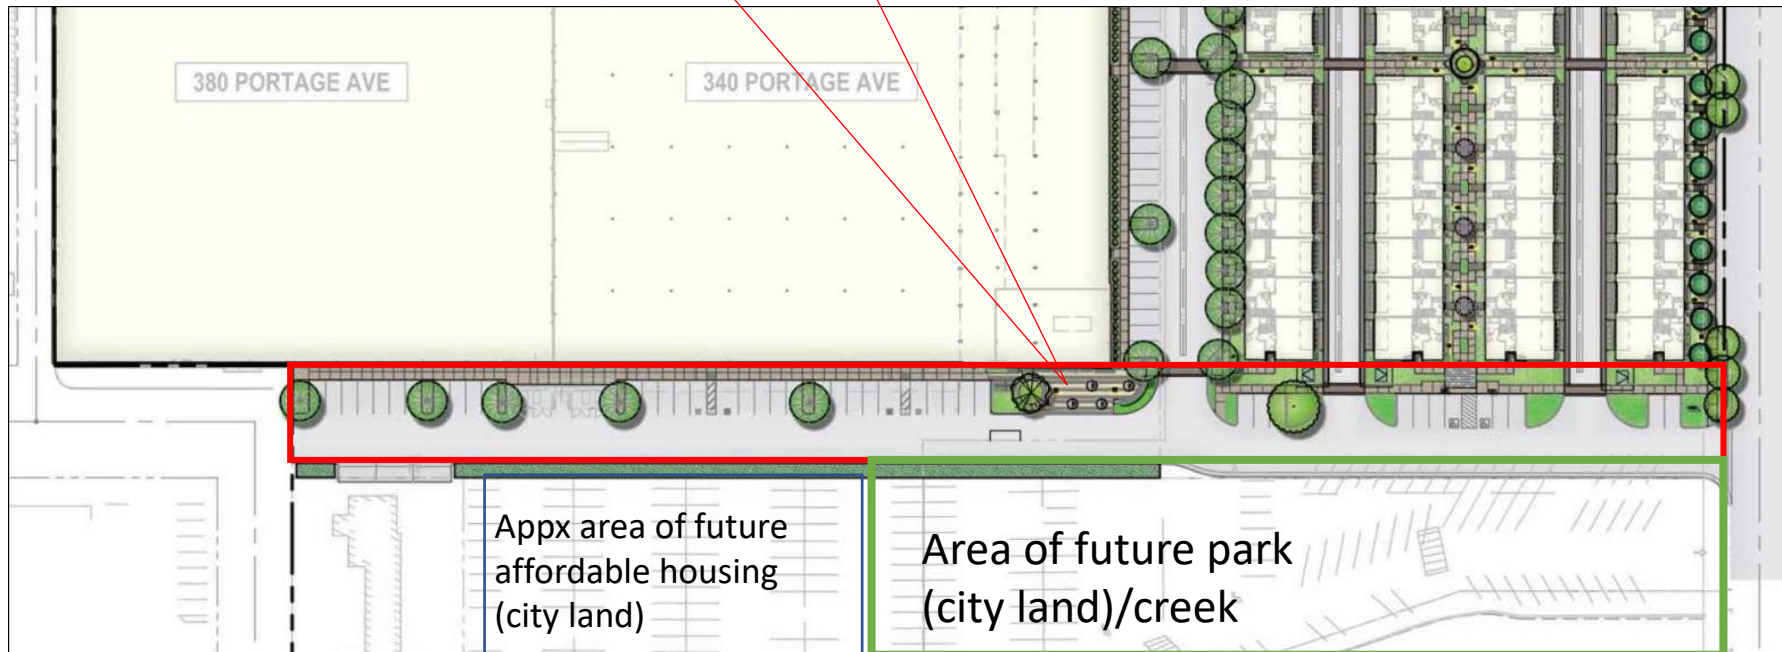 380 PORTAGE AVE
340 PORTAGE AVE
Appx area of future
affordable housing
(city land)
Area of future park
(city land)/creek